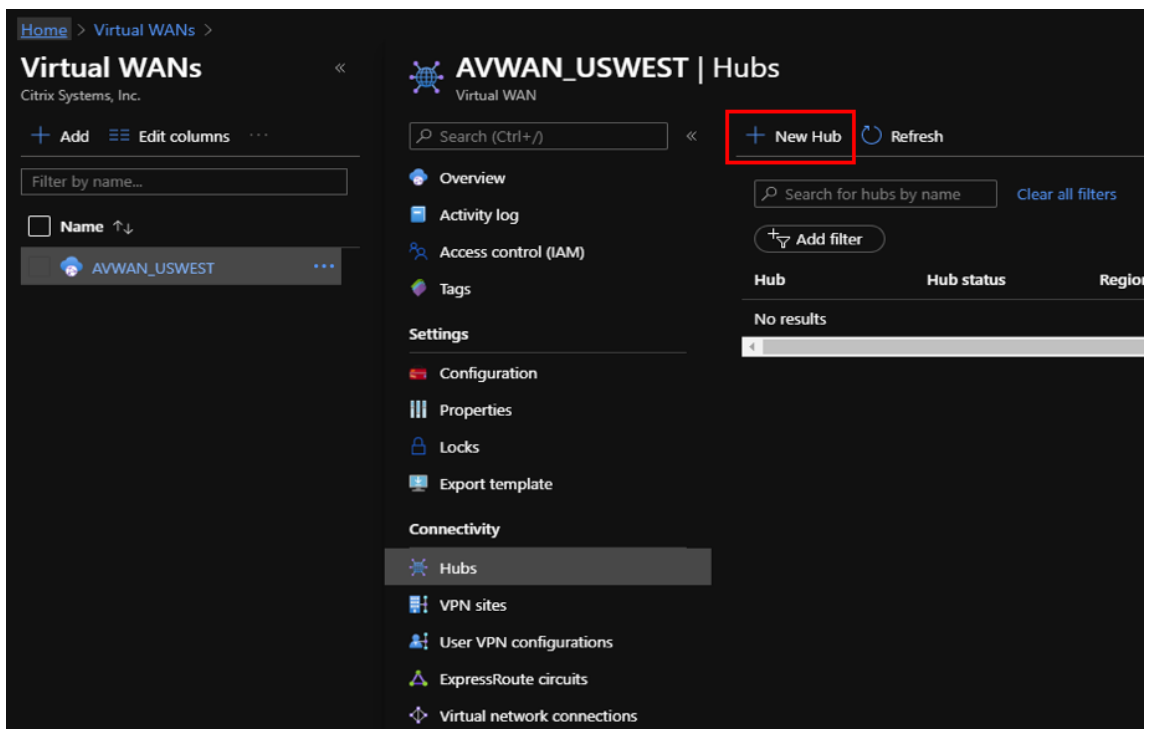 Home > Virtual WANs >
Virtual WANs «
Citrix Systems, Inc.
+ Add Edit columns ...
Filter by name...
Name ↑↓
AVWAN_USWEST ...
AVWAN_USWEST | Hubs
Virtual WAN
Search (Ctrl+/) «
Overview
Activity log
Access control (IAM)
Tags
Settings
Configuration
Properties
Locks
Export template
Connectivity
Hubs
VPN sites
User VPN configurations
ExpressRoute circuits
Virtual network connections
+ New Hub Refresh
Search for hubs by name Clear all filters
Add filter
Hub Hub status Region
No results